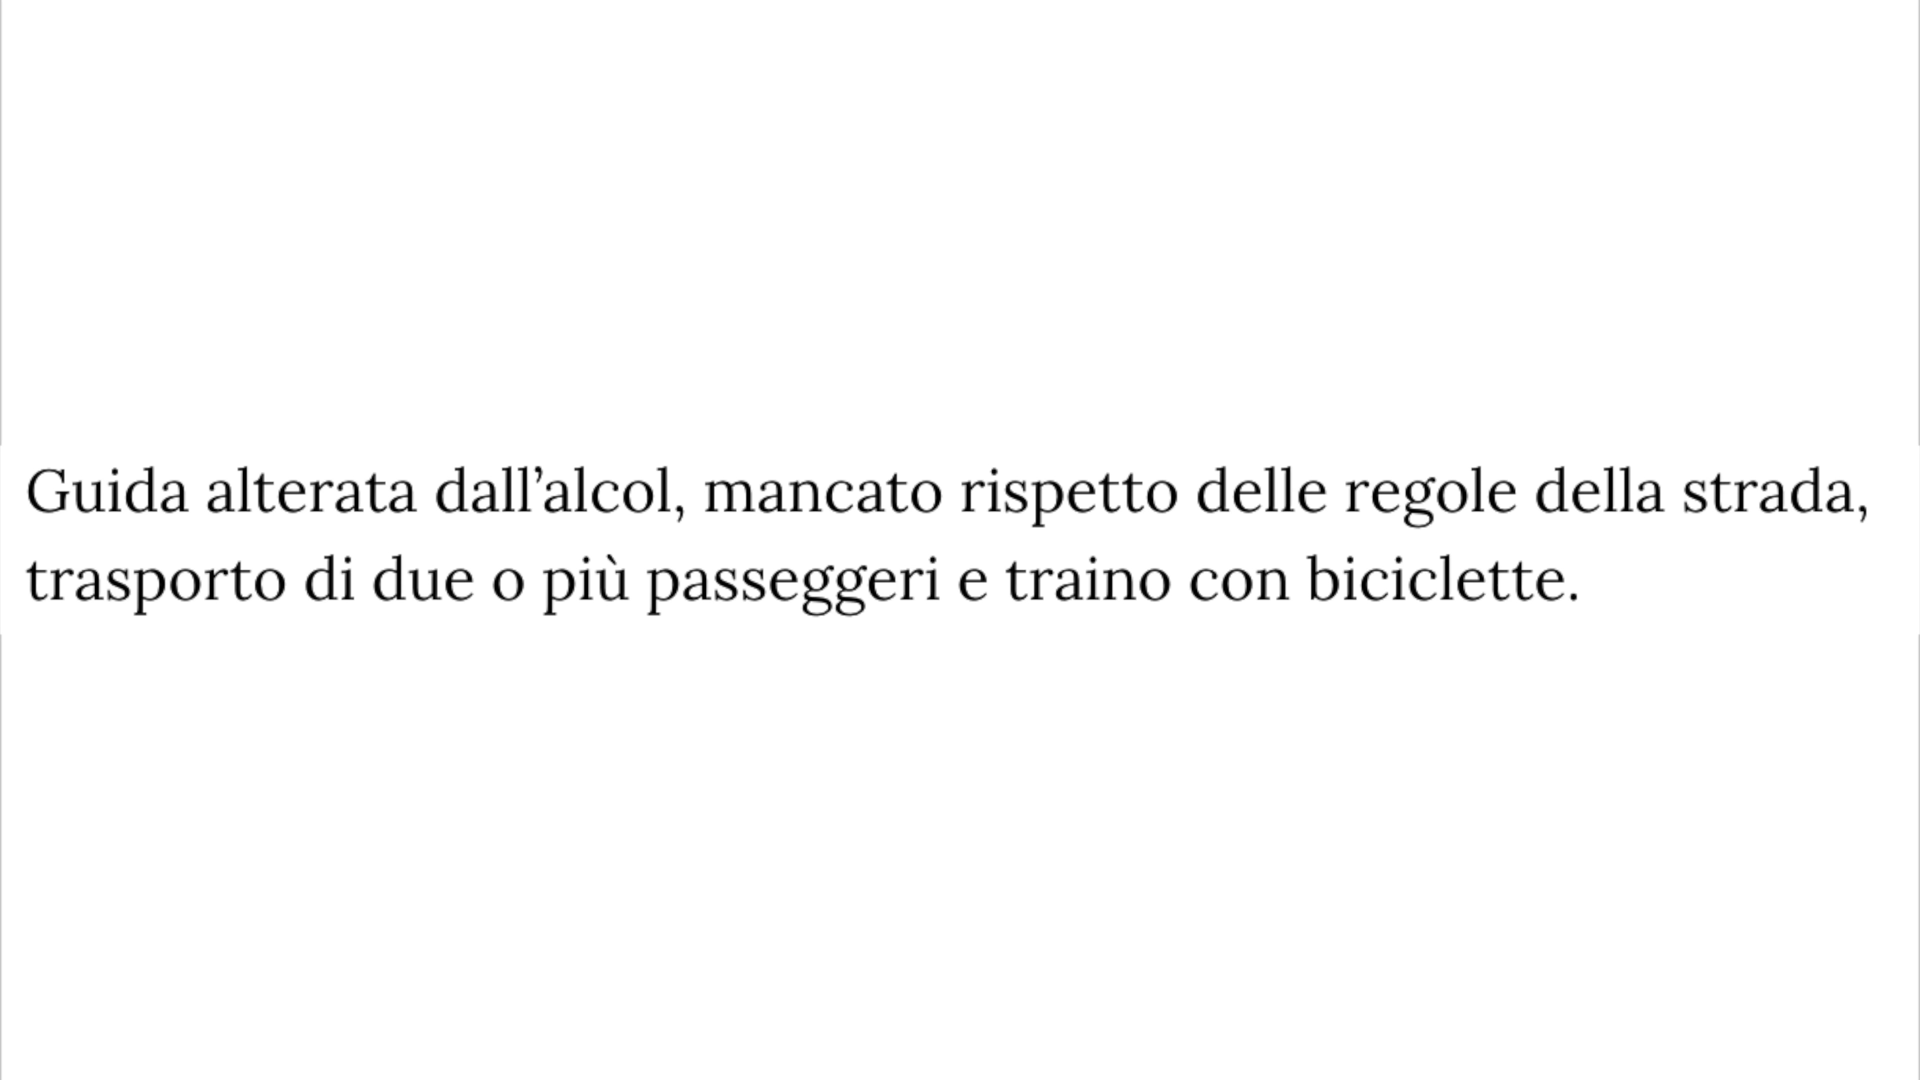 Guida alterata dall’alcol, mancato rispetto delle regole della strada,
trasporto di due o più passeggeri e traino con biciclette.